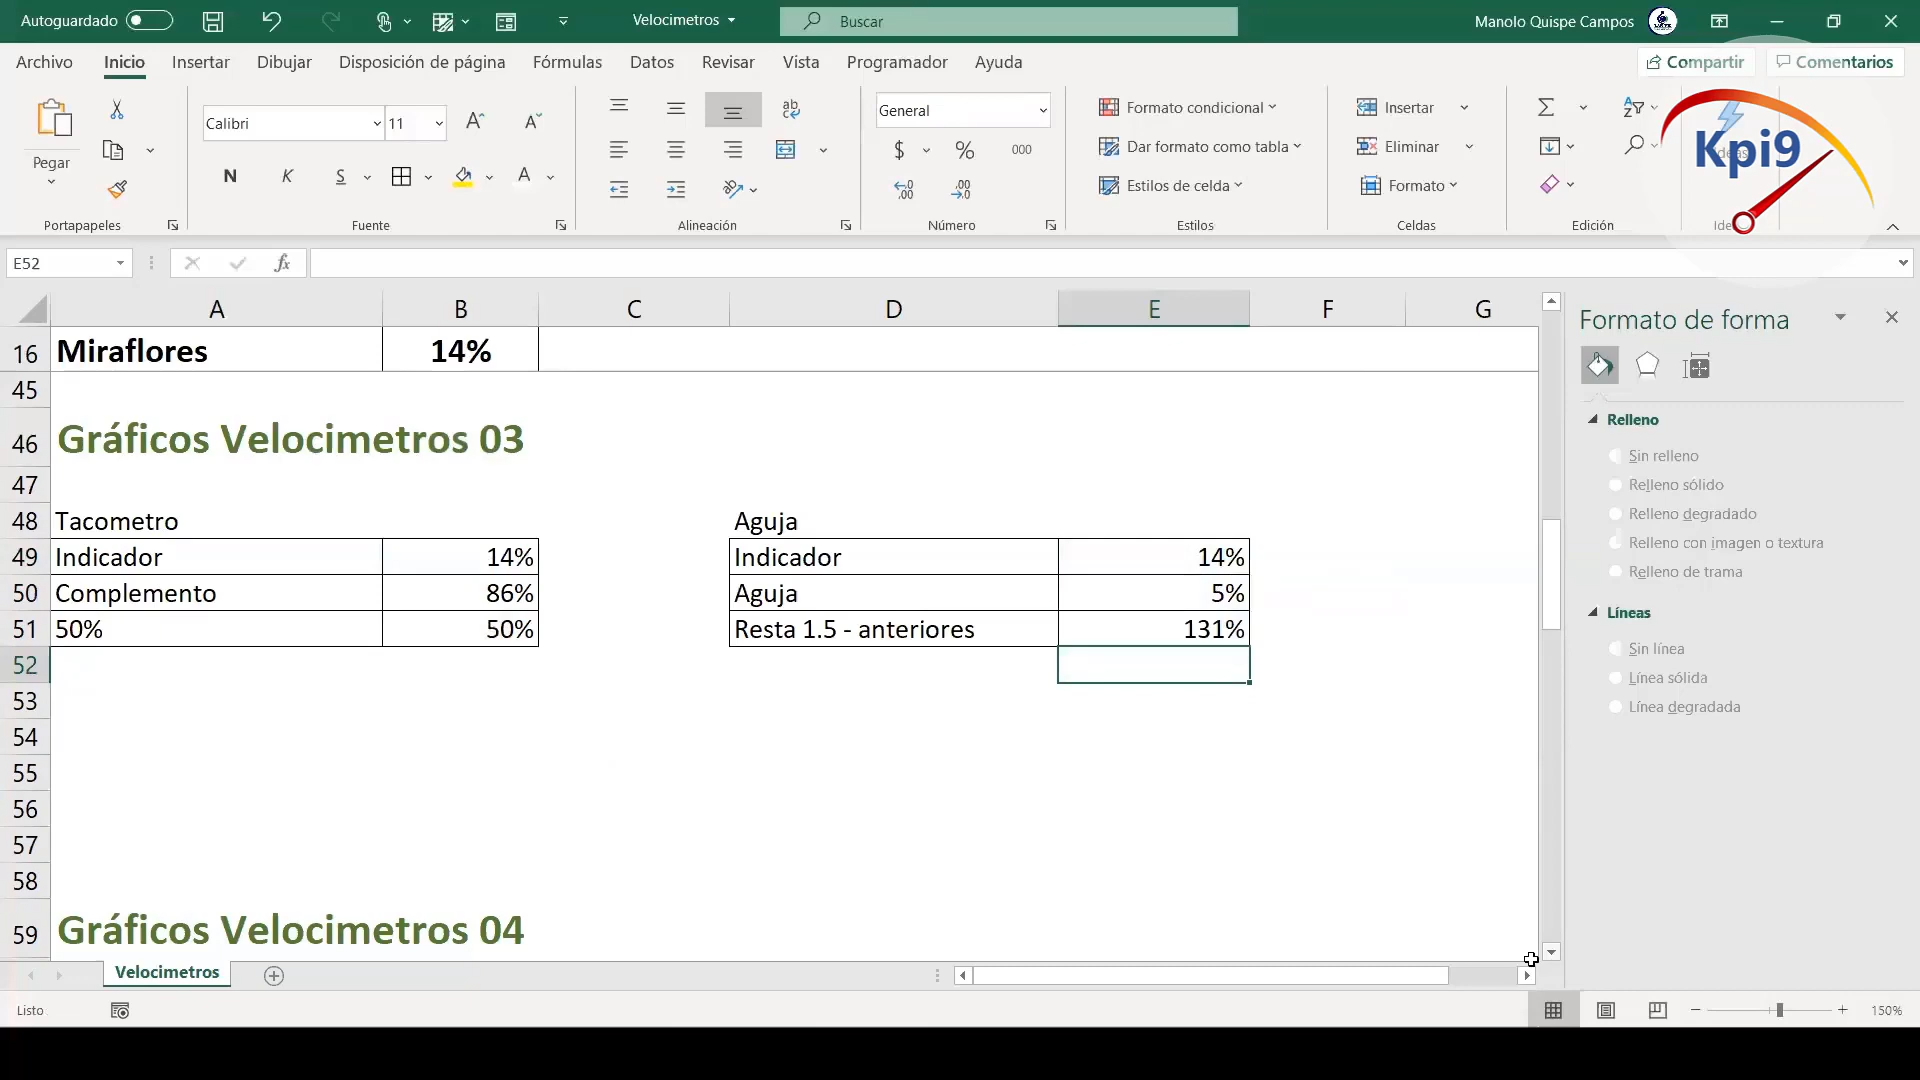 Autoguardado
Velocimetros
Buscar
Manolo Quispe Campos
Archivo Inicio Insertar Dibujar Disposición de página Fórmulas Datos Revisar Vista Programador Ayuda
Compartir Comentarios
Calibri 11
General
Pegar
N K S
ab
$ % 000
Formato condicional
Dar formato como tabla
Estilos de celda
Insertar
Eliminar
Formato
Kpi9
Portapapeles Fuente Alineación Número Estilos Celdas Edición
E52
fx
A B C D E F G
16 Miraflores 14%
45
46 Gráficos Velocimetros 03
47
48 Tacometro Aguja
49 Indicador 14% Indicador 14%
50 Complemento 86% Aguja 5%
51 50% 50% Resta 1.5 - anteriores 131%
52
53
54
55
56
57
58
59 Gráficos Velocimetros 04
Formato de forma
Relleno
Sin relleno
Relleno sólido
Relleno degradado
Relleno con imagen o textura
Relleno de trama
Líneas
Sin línea
Línea sólida
Línea degradada
Velocimetros
Listo
150%